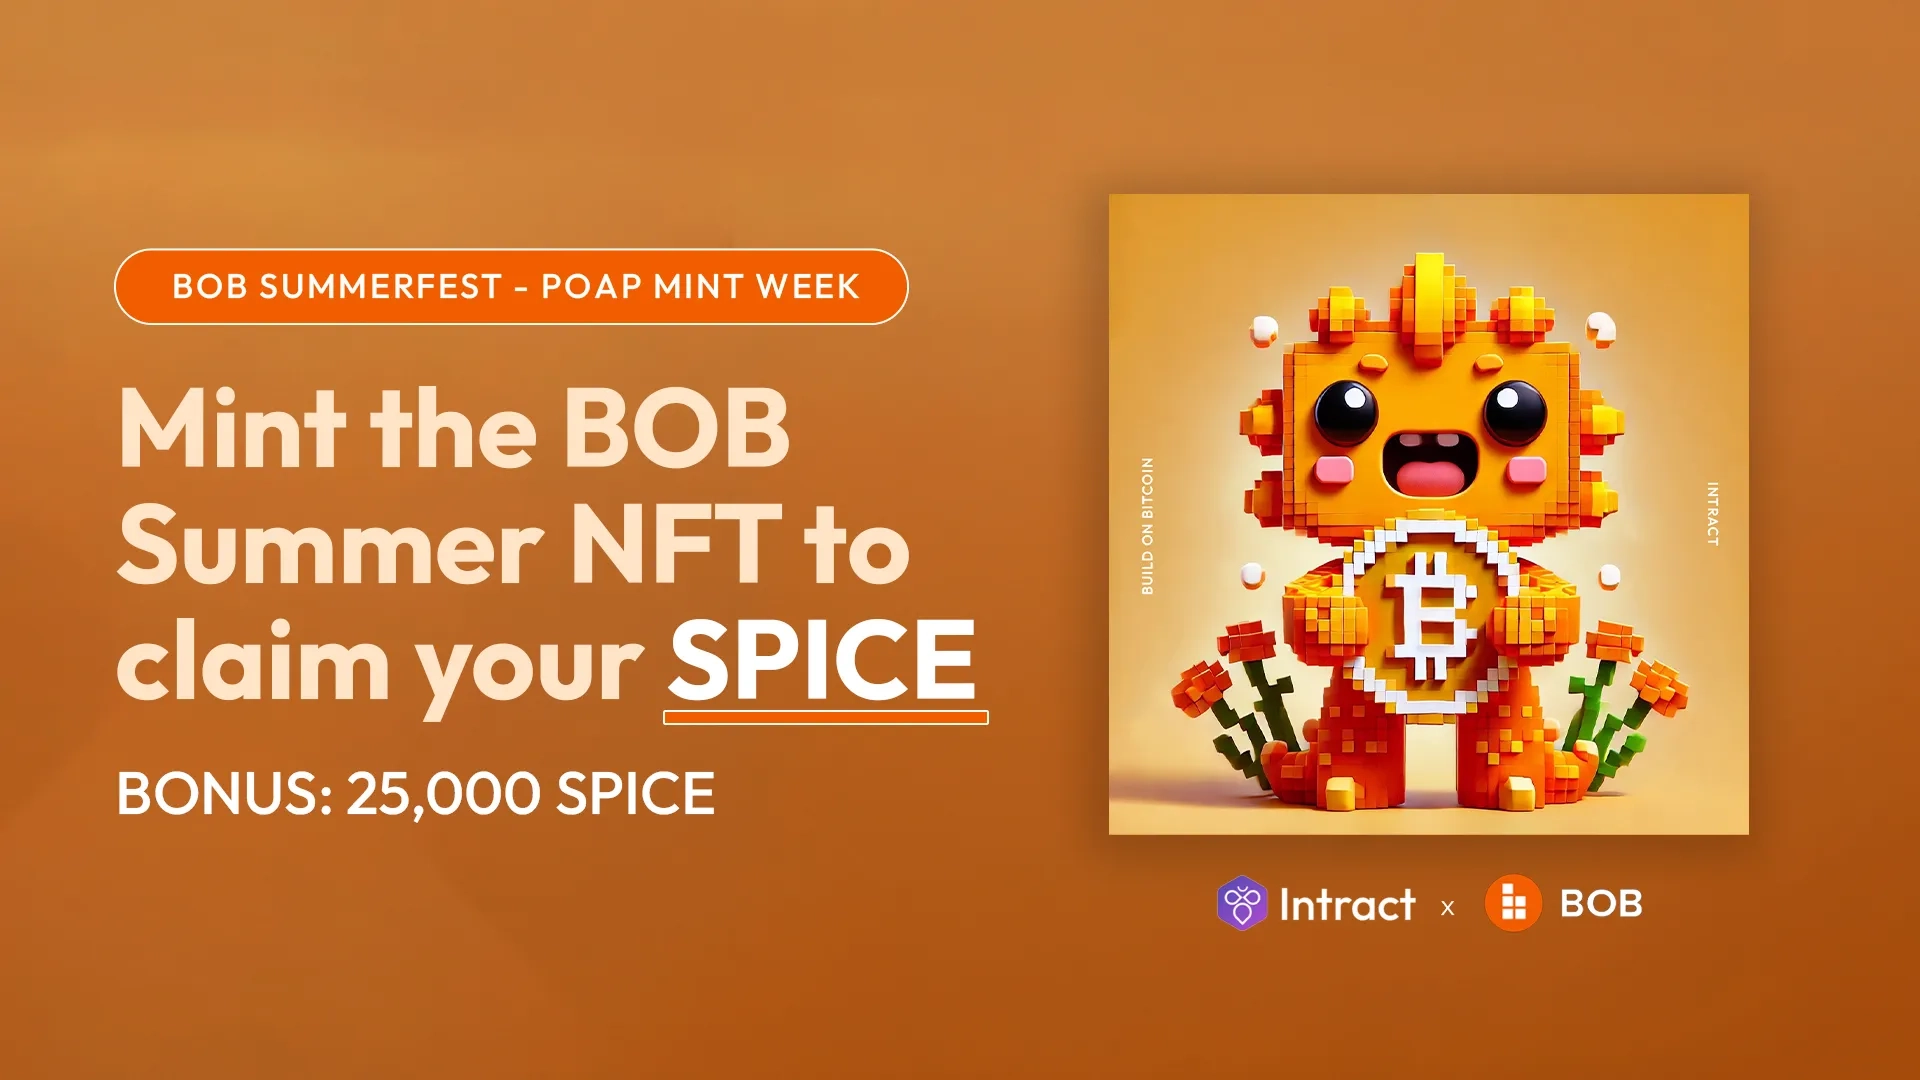 BOB SUMMERFEST - POAP MINT WEEK
Mint the BOB
Summer NFT to
claim your SPICE
BONUS: 25,000 SPICE
BUILD ON BITCOIN
INTRACT
Intract x BOB